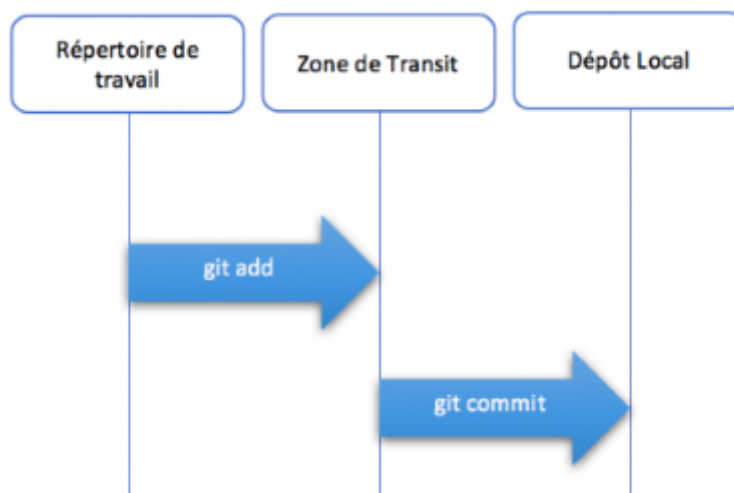 Répertoire de
travail
Zone de Transit
Dépôt Local
git add
git commit